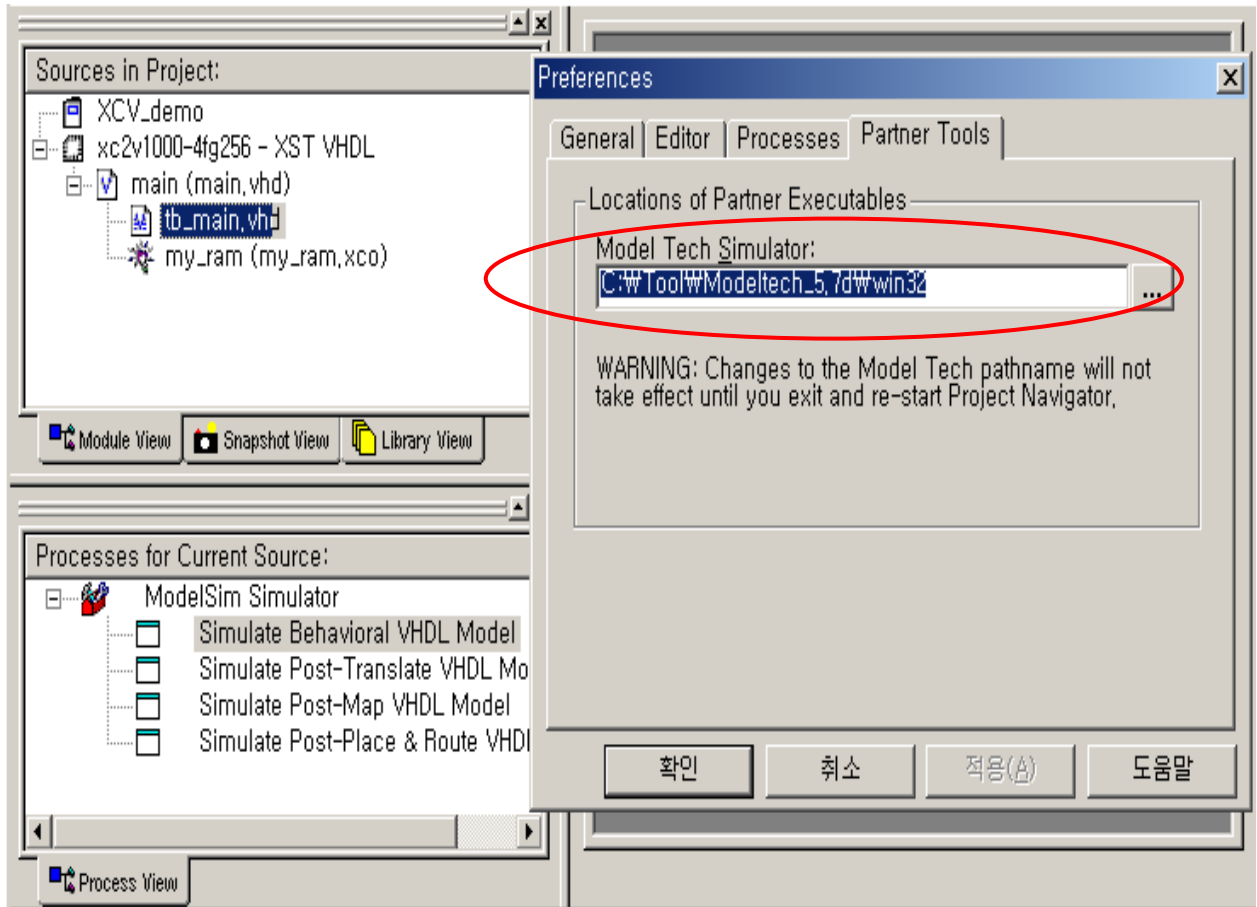 Sources in Project:
XCV_demo
xc2v1000-4fg256 - XST VHDL
main (main,vhd)
tb_main,vhd
my_ram (my_ram,xco)
Module View
Snapshot View
Library View
Processes for Current Source:
ModelSim Simulator
Simulate Behavioral VHDL Model
Simulate Post-Translate VHDL Mo
Simulate Post-Map VHDL Model
Simulate Post-Place & Route VHDI
Process View
Preferences
General
Editor
Processes
Partner Tools
Locations of Partner Executables
Model Tech Simulator:
C:₩Tool₩Modeltech_5,7d₩win32
...
WARNING: Changes to the Model Tech pathname will not
take effect until you exit and re-start Project Navigator,
확인
취소
적용(A)
도움말